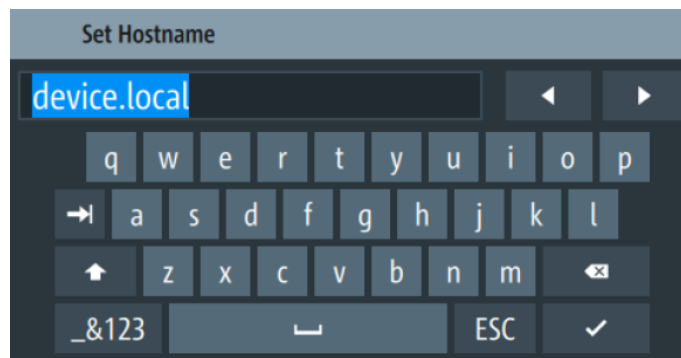 Set Hostname
device.local
q w e r t y u i o p
a s d f g h j k l
z x c v b n m
_&123 ESC